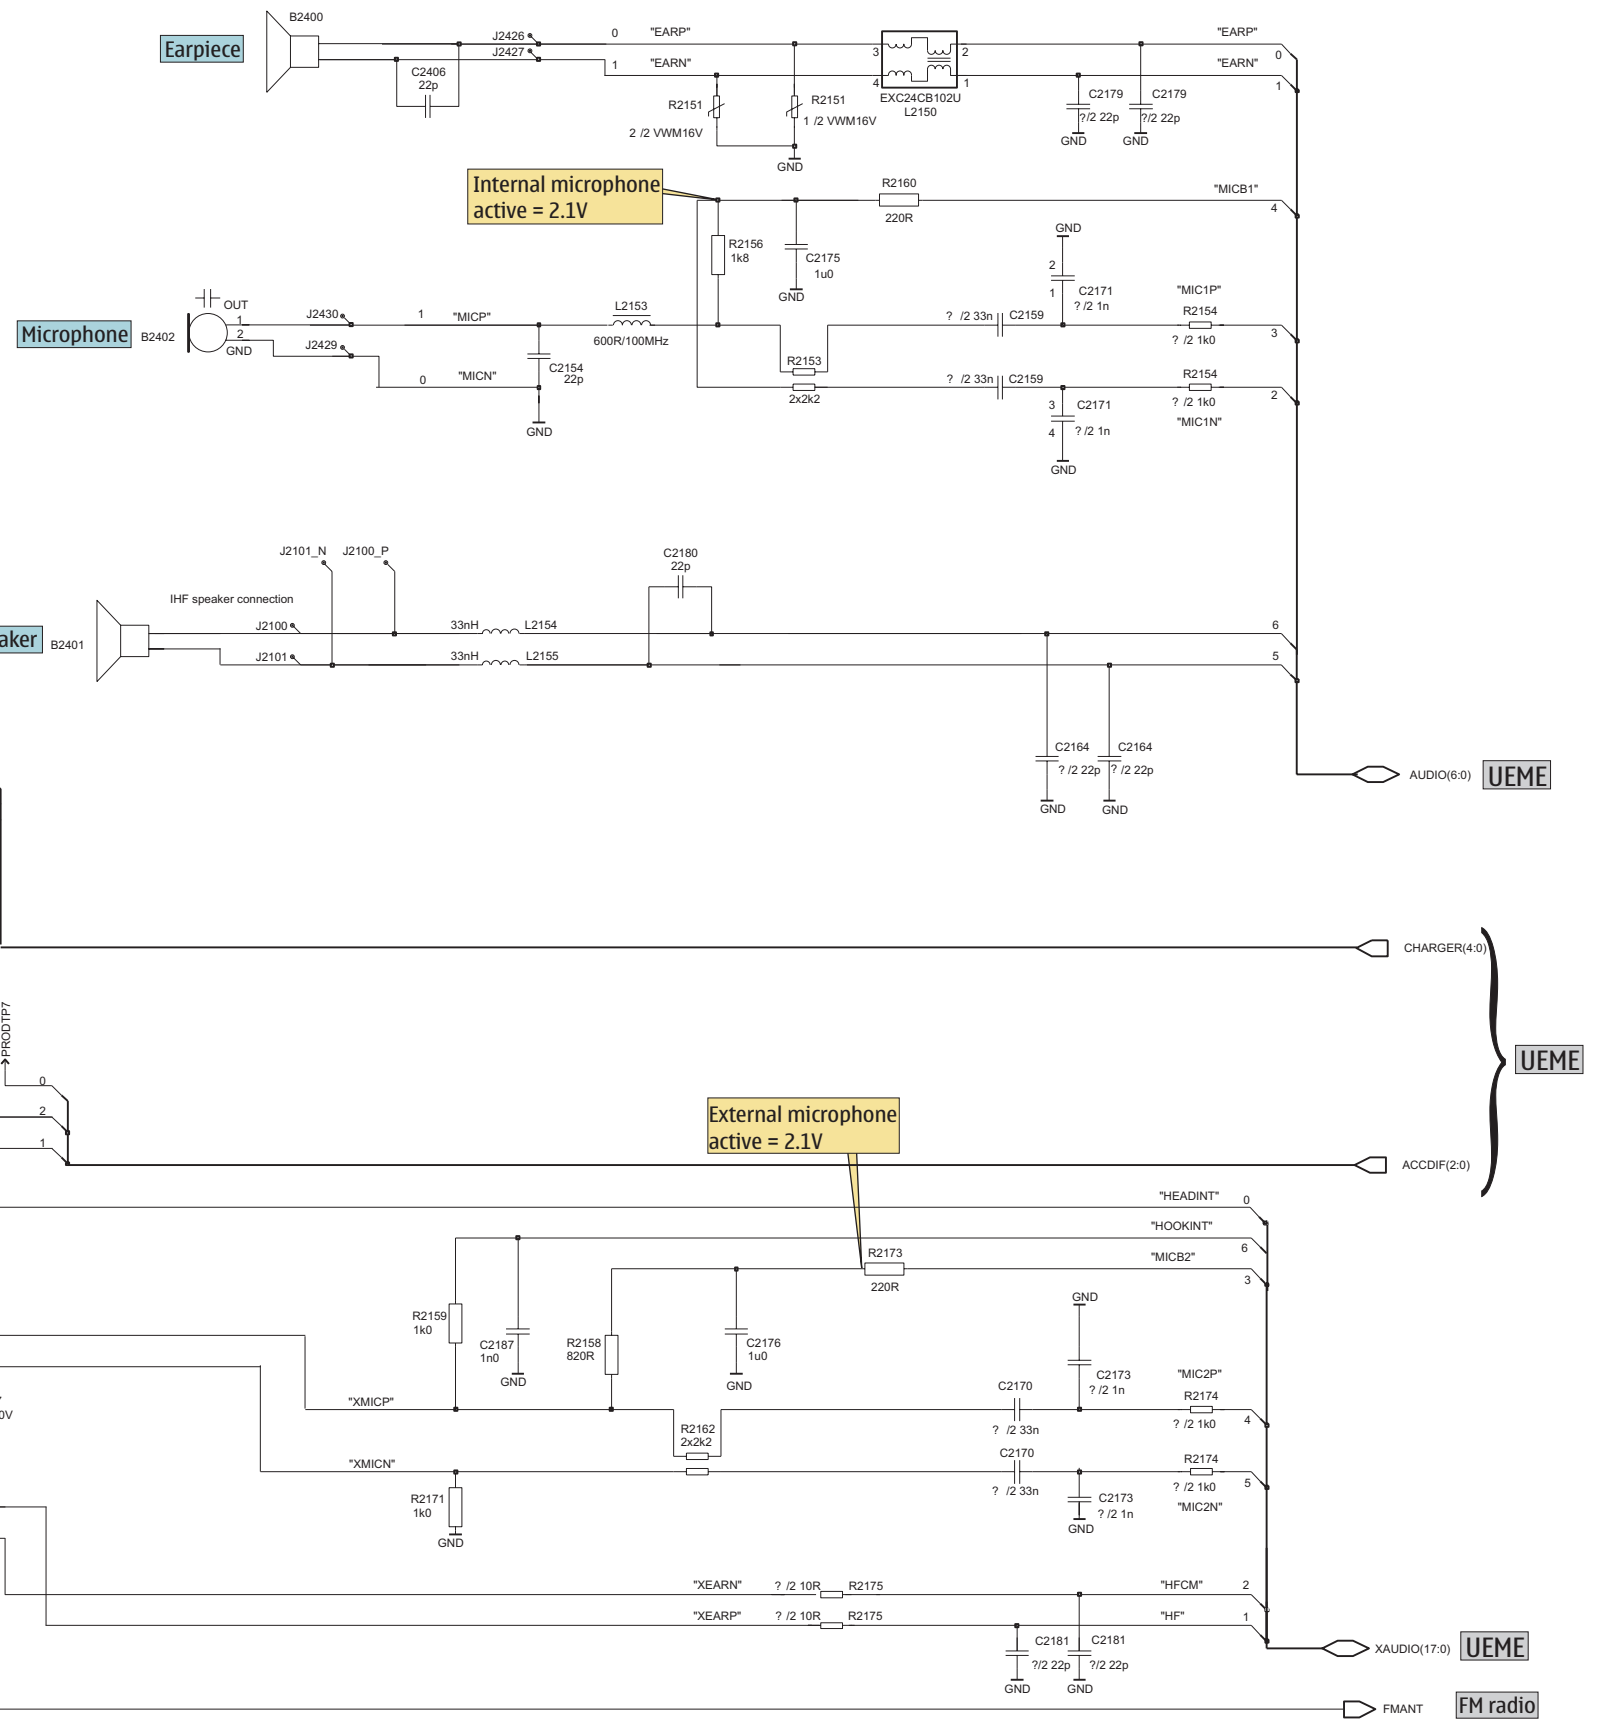 B2400
Earpiece
J2426
J2427
0
"EARP"
1
"EARN"
C2406
22p
3
2
4
1
EXC24CB102U
L2150
R2151
2 /2 VWM16V
R2151
1 /2 VWM16V
GND
"EARP"
0
"EARN"
1
C2179
?/2 22p
C2179
?/2 22p
GND
GND
Internal microphone
active = 2.1V
R2160
220R
"MICB1"
4
R2156
1k8
C2175
1u0
GND
GND
2
1
C2171
? /2 1n
"MIC1P"
R2154
? /2 1k0
3
Microphone
B2402
OUT
1
2
GND
J2430
J2429
1
"MICP"
0
"MICN"
L2153
600R/100MHz
C2154
22p
GND
R2153
2x2k2
? /2 33n
C2159
? /2 33n
C2159
3
4
C2171
? /2 1n
GND
R2154
? /2 1k0
"MIC1N"
2
J2101_N
J2100_P
C2180
22p
IHF speaker connection
aker
B2401
J2100
33nH
L2154
6
J2101
33nH
L2155
5
C2164
? /2 22p
C2164
? /2 22p
GND
GND
AUDIO(6:0)
UEME
CHARGER(4:0)
PRODTP7
0
2
1
UEME
External microphone
active = 2.1V
ACCDIF(2:0)
"HEADINT"
0
"HOOKINT"
6
R2173
220R
"MICB2"
3
R2159
1k0
C2187
1n0
GND
R2158
820R
C2176
1u0
GND
GND
C2173
? /2 1n
"MIC2P"
R2174
? /2 1k0
4
0V
"XMICP"
R2162
2x2k2
C2170
? /2 33n
"XMICN"
C2170
? /2 33n
R2174
? /2 1k0
"MIC2N"
5
R2171
1k0
GND
C2173
? /2 1n
GND
"XEARN"
? /2 10R
R2175
"HFCM"
2
"XEARP"
? /2 10R
R2175
"HF"
1
C2181
?/2 22p
C2181
?/2 22p
GND
GND
XAUDIO(17:0)
UEME
FMANT
FM radio